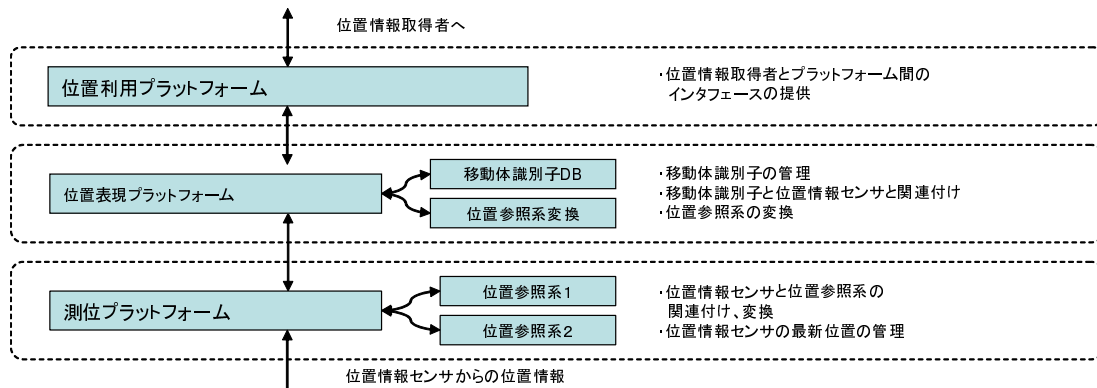 位置情報取得者へ
位置利用プラットフォーム
・位置情報取得者とプラットフォーム間の
インタフェースの提供
位置表現プラットフォーム
移動体識別子DB
位置参照系変換
・移動体識別子の管理
・移動体識別子と位置情報センサと関連付け
・位置参照系の変換
測位プラットフォーム
位置参照系1
位置参照系2
・位置情報センサと位置参照系の
関連付け、変換
・位置情報センサの最新位置の管理
位置情報センサからの位置情報